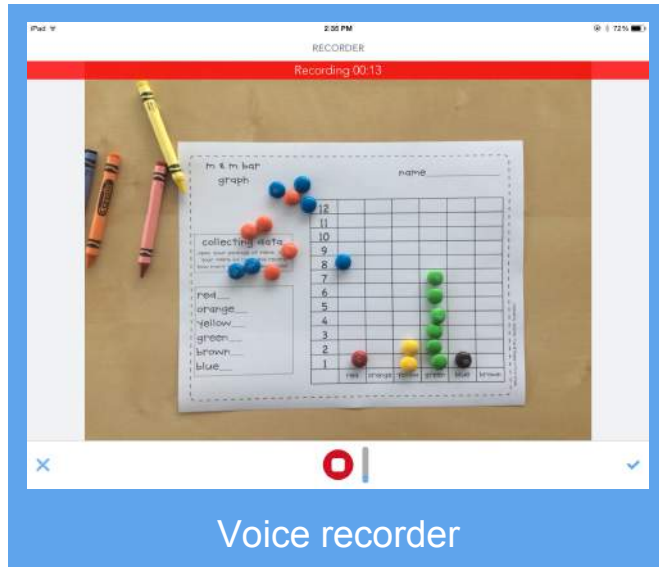 iPad
2:35 PM
72%
RECORDER
Recording 00:13
m & m bar
graph
name
collecting data
red
orange
yellow
green
brown
blue
12
11
10
9
8
7
6
5
4
3
2
1
red orange yellow green blue brown
Voice recorder